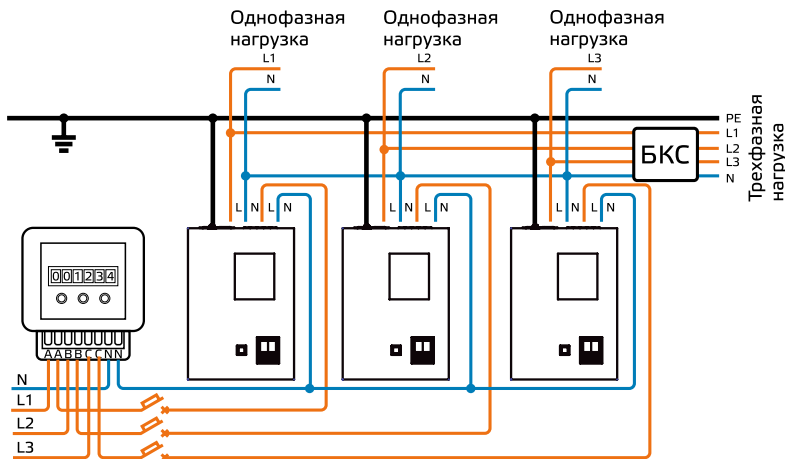 Однофазная
нагрузка
L1
N
Однофазная
нагрузка
L2
N
Однофазная
нагрузка
L3
N
PE
L1
L2
L3
N
БКС
Трехфазная
нагрузка
L N L N
L N L N
L N L N
001234
AABBCCNN
N
L1
L2
L3